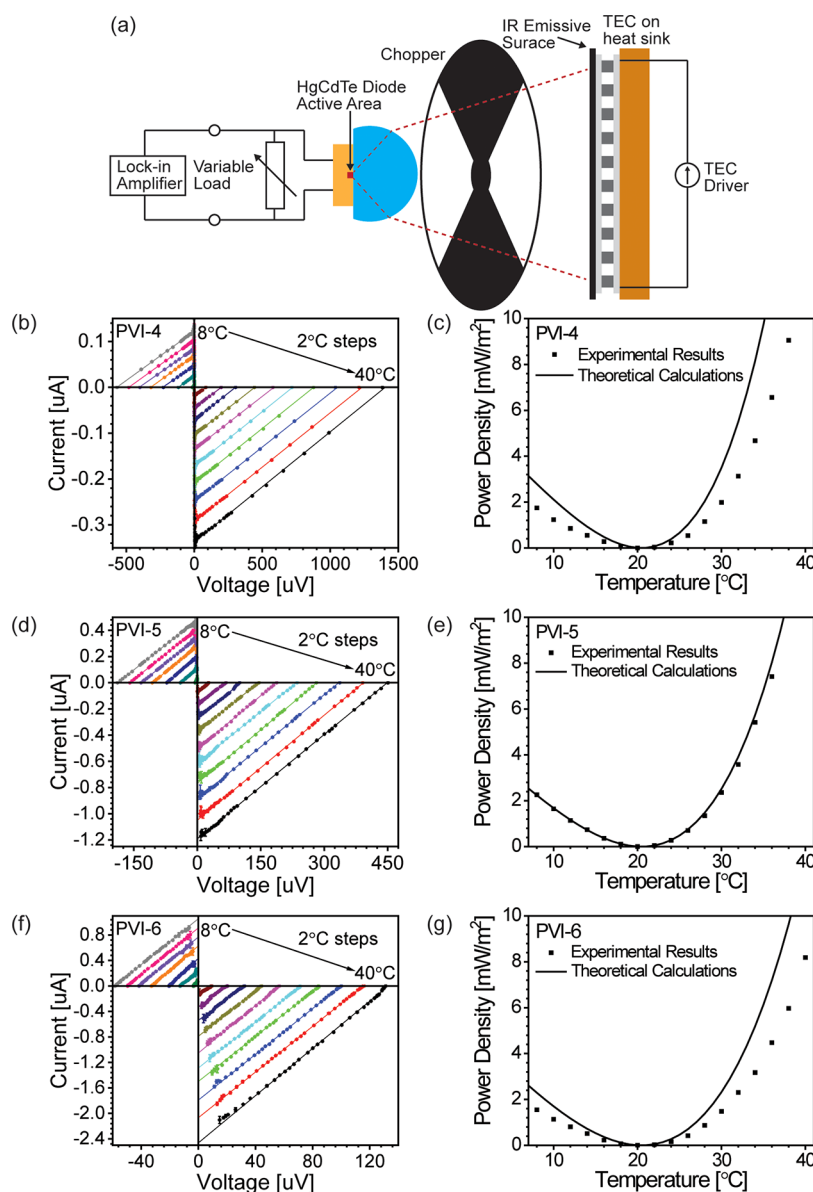 (a)
IR Emissive
Surace
TEC on
heat sink
Chopper
HgCdTe Diode
Active Area
Lock-in
Amplifier
Variable
Load
TEC
Driver
(b)
PVI-4
8°C
2°C steps
40°C
0.1
0.0
-0.1
-0.2
-0.3
Current [uA]
-500 0 500 1000 1500
Voltage [uV]
(c)
PVI-4
Experimental Results
Theoretical Calculations
10
8
6
4
2
0
Power Density [mW/m²]
10 20 30 40
Temperature [°C]
(d)
PVI-5
8°C
2°C steps
40°C
0.4
0.2
0.0
-0.2
-0.4
-0.6
-0.8
-1.0
-1.2
Current [uA]
-150 0 150 300 450
Voltage [uV]
(e)
PVI-5
Experimental Results
Theoretical Calculations
10
8
6
4
2
0
Power Density [mW/m²]
10 20 30 40
Temperature [°C]
(f)
PVI-6
8°C
2°C steps
40°C
0.8
0.4
0.0
-0.4
-0.8
-1.2
-1.6
-2.0
-2.4
Current [uA]
-40 0 40 80 120
Voltage [uV]
(g)
PVI-6
Experimental Results
Theoretical Calculations
10
8
6
4
2
0
Power Density [mW/m²]
10 20 30 40
Temperature [°C]